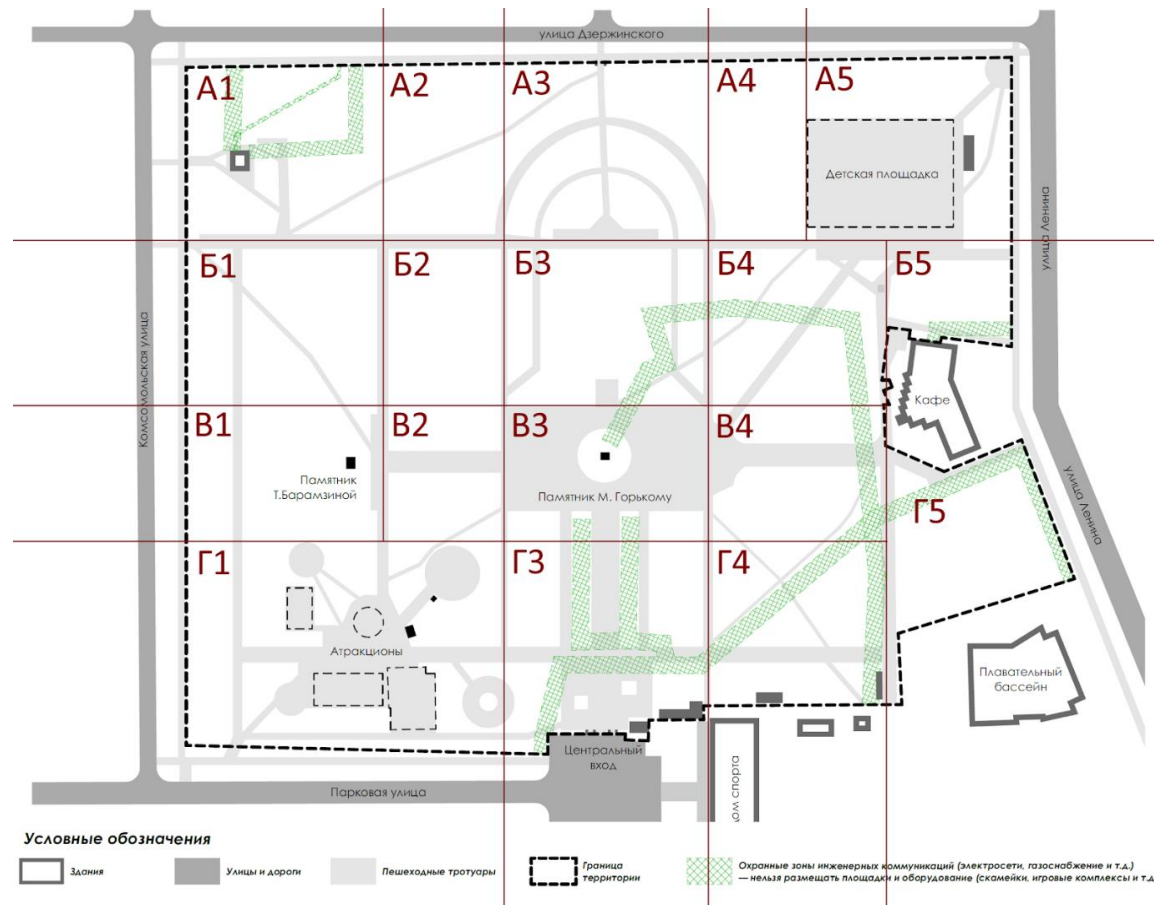 улица Дзержинского
А1
А2
А3
А4
А5
Детская площадка
улица Ленина
Комсомольская улица
Б1
Б2
Б3
Б4
Б5
Кафе
В1
В2
В3
В4
Памятник
Т.Барамзиной
Памятник М. Горькому
улица Ленина
Г1
Г3
Г4
Г5
Атракционы
Плавательный
бассейн
Центральный
вход
ом спорта
Парковая улица
Условные обозначения
Здания
Улицы и дороги
Пешеходные тротуары
Граница
территории
Охранные зоны инженерных коммуникаций (электросети, газоснабжение и т.д.)
— нельзя размещать площадки и оборудование (скамейки, игровые комплексы и т.д